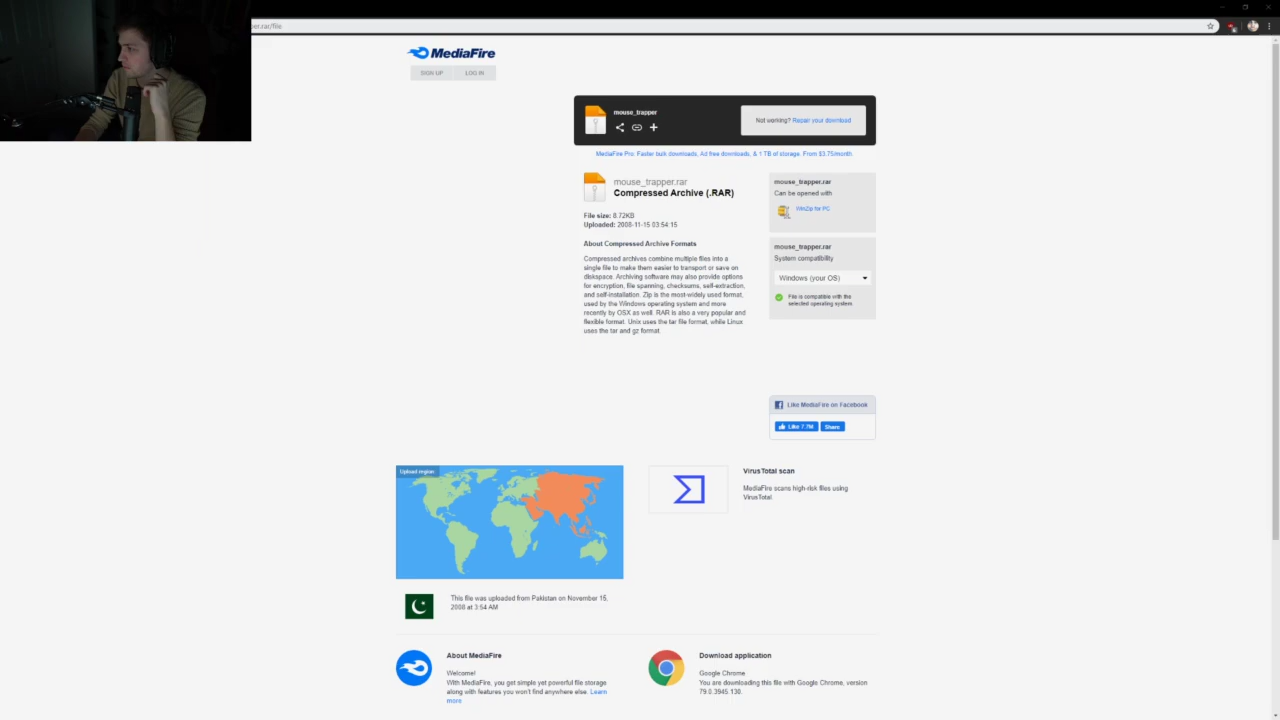 per.rar/file
MediaFire
SIGN UP
LOG IN
mouse_trapper
Not working? Repair your download
MediaFire Pro: Faster bulk downloads, Ad free downloads, & 1 TB of storage. From $3.75/month.
mouse_trapper.rar
Compressed Archive (.RAR)
File size: 8.72KB
Uploaded: 2008-11-15 03:54:15
About Compressed Archive Formats
Compressed archives combine multiple files into a
single file to make them easier to transport or save on
diskspace. Archiving software may also provide options
for encryption, file spanning, checksums, self-extraction,
and self-installation. Zip is the most-widely used format,
used by the Windows operating system and more
recently by OSX as well. RAR is also a very popular and
flexible format. Unix uses the tar file format, while Linux
uses the tar and gz format.
mouse_trapper.rar
Can be opened with
WinZip for PC
mouse_trapper.rar
System compatibility
Windows (your OS)
File is compatible with the
selected operating system
Like MediaFire on Facebook
Like 7.7M
Share
Upload region
VirusTotal scan
MediaFire scans high-risk files using
VirusTotal
This file was uploaded from Pakistan on November 15,
2008 at 3:54 AM
About MediaFire
Welcome!
With MediaFire, you get simple yet powerful file storage
along with features you won't find anywhere else. Learn
more
Download application
Google Chrome
You are downloading this file with Google Chrome, version
79.0.3945.130.